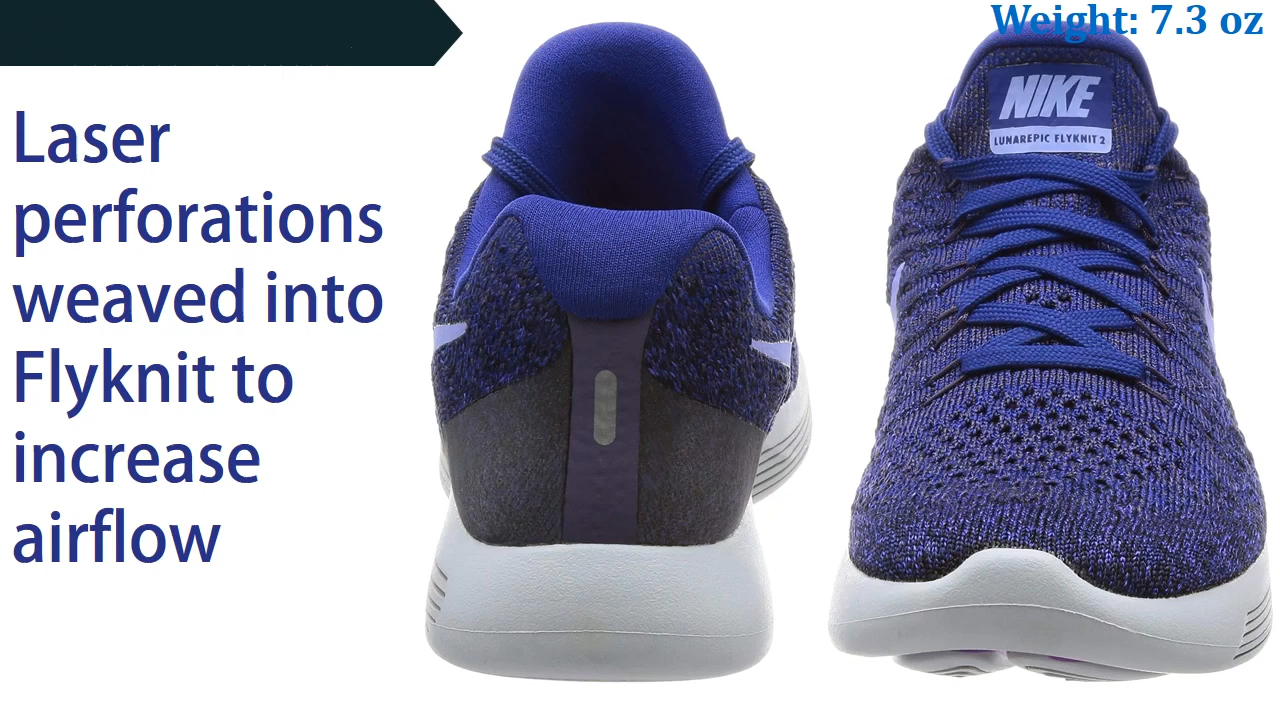 Weight: 7.3 oz
Laser
perforations
weaved into
Flyknit to
increase
airflow
NIKE
LUNAREPIC FLYKNIT 2